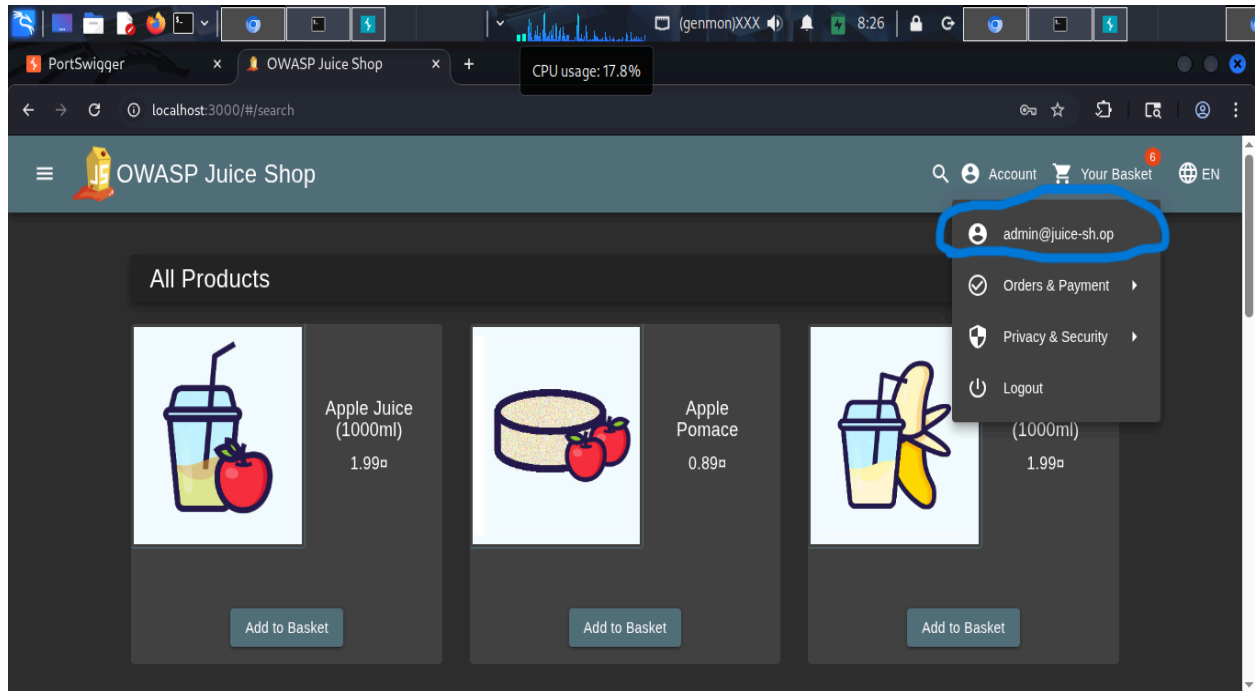 (genmon)XXX 8:26
PortSwigger x OWASP Juice Shop x +
CPU usage: 17.8%
localhost:3000/#/search
JS OWASP Juice Shop Account Your Basket 6 EN
admin@juice-sh.op
All Products
Orders & Payment
Privacy & Security
Logout
Apple Juice
(1000ml)
1.99¤
Apple
Pomace
0.89¤
(1000ml)
1.99¤
Add to Basket Add to Basket Add to Basket